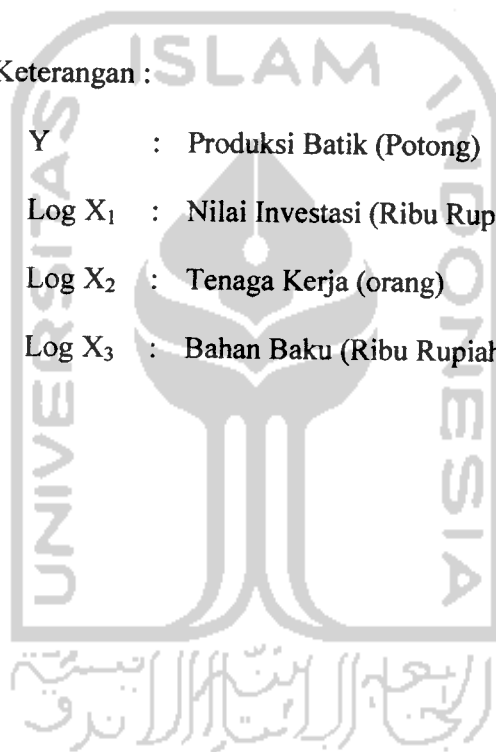 Keterangan :
Y : Produksi Batik (Potong)
Log X₁ : Nilai Investasi (Ribu Rup
Log X₂ : Tenaga Kerja (orang)
Log X₃ : Bahan Baku (Ribu Rupiah
UNIVERSITAS
ISLAM
INDONESIA